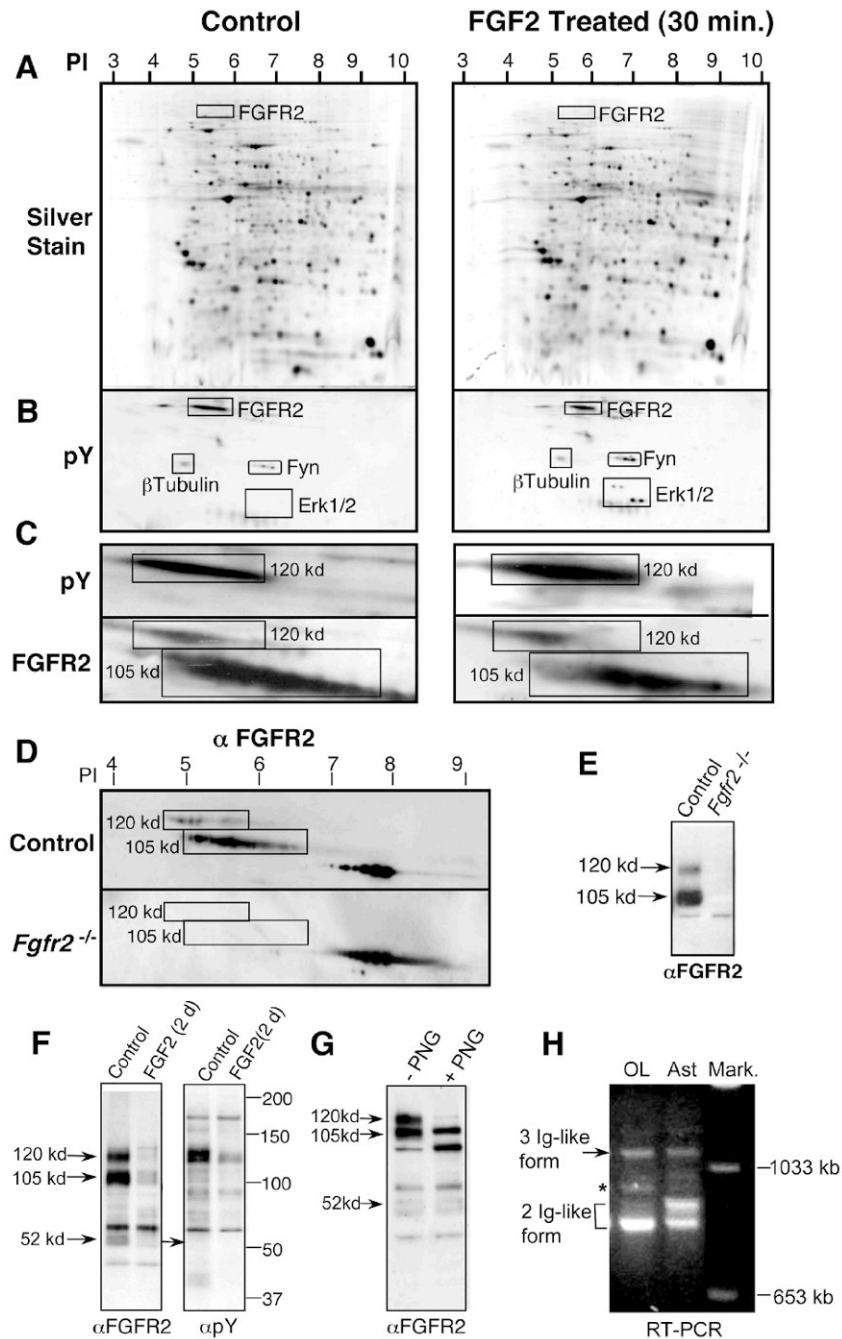 Control FGF2 Treated (30 min.)
A PI 3 4 5 6 7 8 9 10 3 4 5 6 7 8 9 10
FGFR2 FGFR2
Silver
Stain
B
FGFR2 FGFR2
pY
Fyn Fyn
βTubulin βTubulin
Erk1/2 Erk1/2
C
pY 120 kd 120 kd
FGFR2 120 kd 120 kd
105 kd 105 kd
D α FGFR2
PI 4 5 6 7 8 9
Control 120 kd
105 kd
Fgfr2 -/- 120 kd
105 kd
E
Control Fgfr2 -/-
120 kd
105 kd
αFGFR2
F
Control FGF2 (2 d) Control FGF2(2 d)
120 kd
105 kd
52 kd
200
150
100
50
37
αFGFR2 αpY
G
- PNG + PNG
120kd
105kd
52kd
αFGFR2
H
OL Ast Mark.
3 Ig-like
form
*
2 Ig-like
form
1033 kb
653 kb
RT-PCR